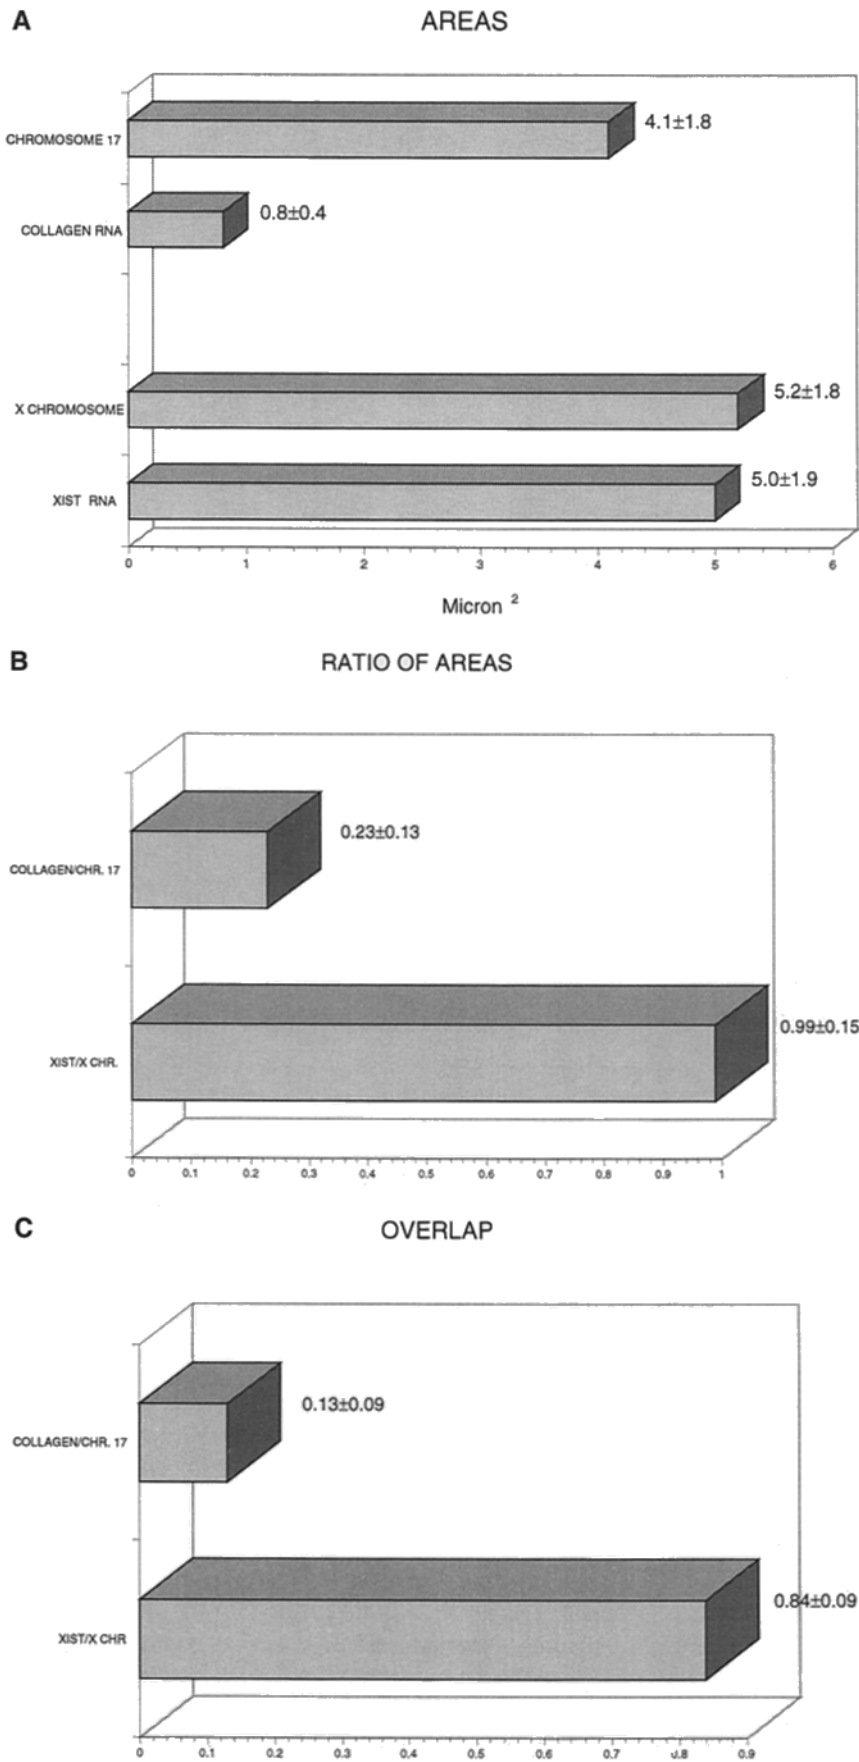 A
AREAS
CHROMOSOME 17
4.1±1.8
COLLAGEN RNA
0.8±0.4
X CHROMOSOME
5.2±1.8
XIST RNA
5.0±1.9
0 1 2 3 4 5 6
Micron 2
B
RATIO OF AREAS
COLLAGEN/CHR. 17
0.23±0.13
XIST/X CHR.
0.99±0.15
0 0.1 0.2 0.3 0.4 0.5 0.6 0.7 0.8 0.9 1
C
OVERLAP
COLLAGEN/CHR. 17
0.13±0.09
XIST/X CHR
0.84±0.09
0 0.1 0.2 0.3 0.4 0.5 0.6 0.7 0.8 0.9